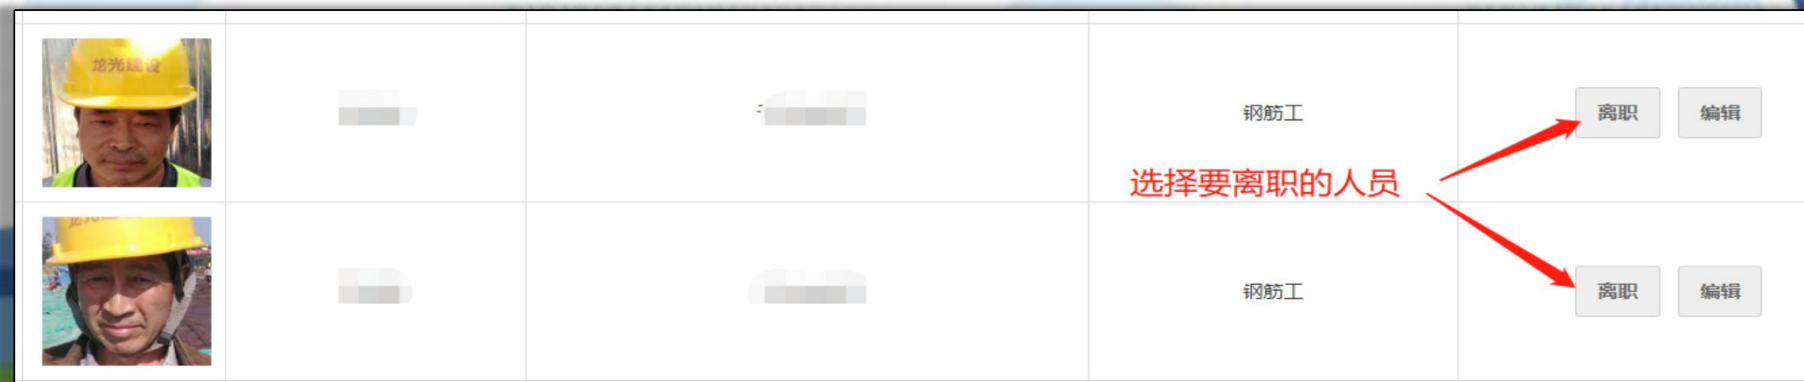 龙光建设
钢筋工
离职
编辑
选择要离职的人员
钢筋工
离职
编辑